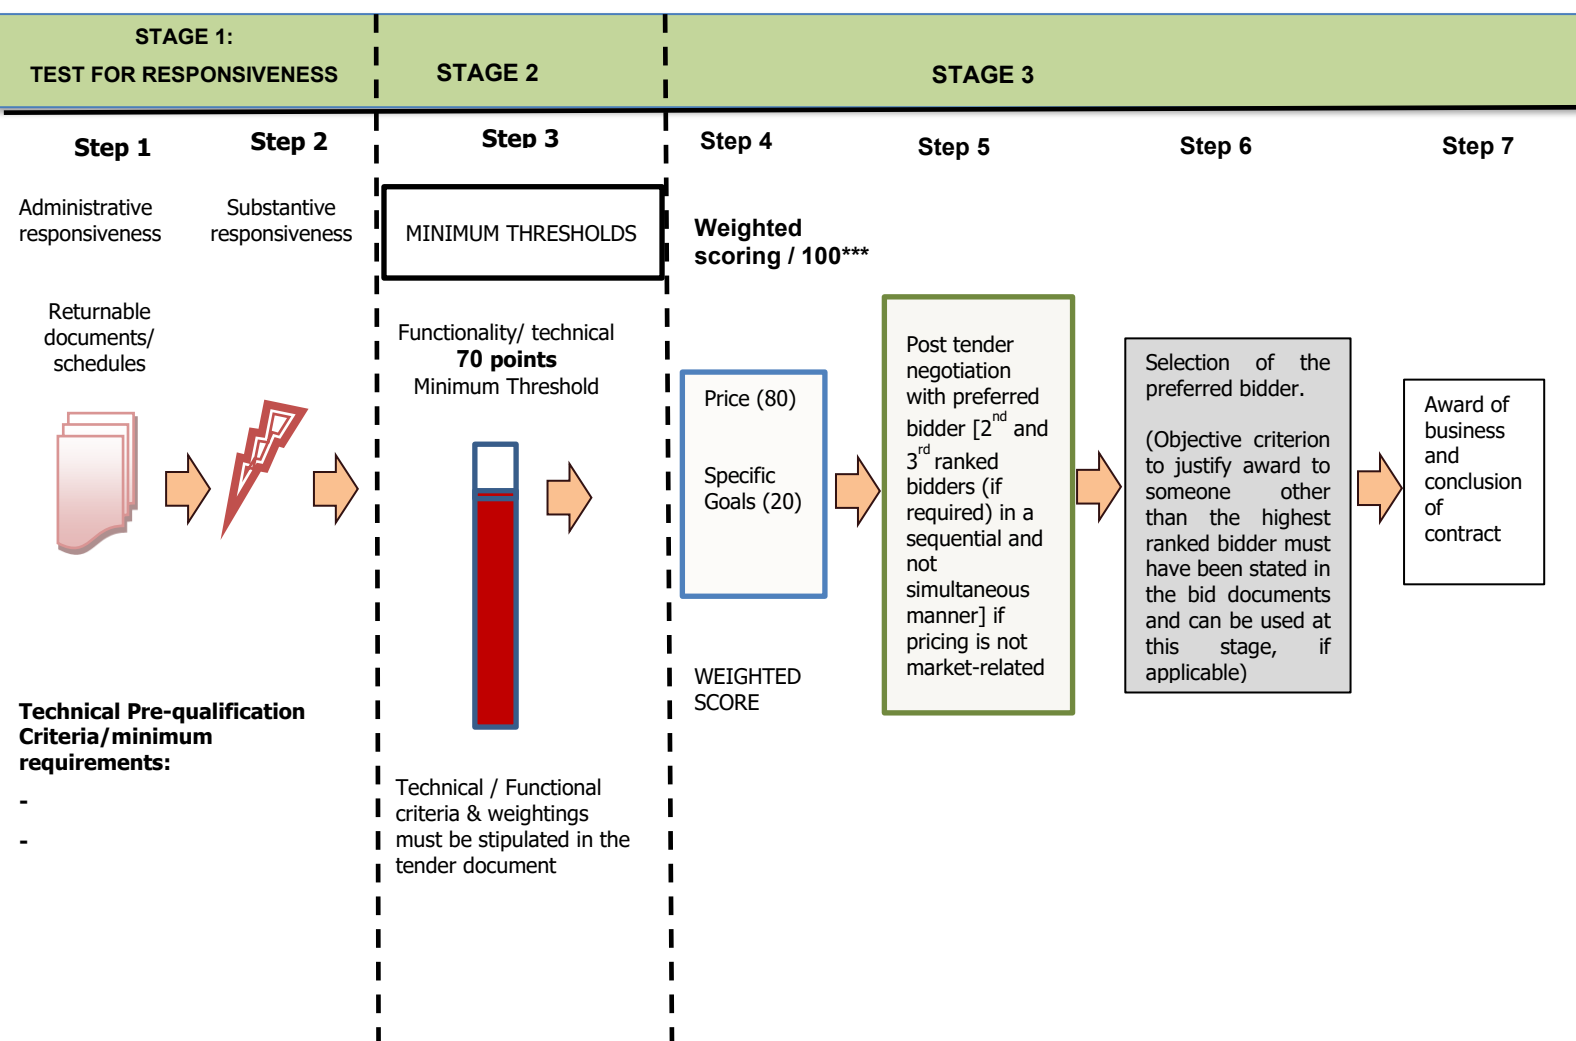 STAGE 1:
TEST FOR RESPONSIVENESS
STAGE 2
STAGE 3
Step 1
Step 2
Step 3
Step 4
Step 5
Step 6
Step 7
Administrative
responsiveness
Substantive
responsiveness
MINIMUM THRESHOLDS
Weighted
scoring / 100***
Returnable
documents/
schedules
Functionality/ technical
70 points
Minimum Threshold
Price (80)
Specific
Goals (20)
Post tender
negotiation
with preferred
bidder [2nd and
3rd ranked
bidders (if
required) in a
sequential and
not
simultaneous
manner] if
pricing is not
market-related
Selection of the
preferred bidder.
(Objective criterion
to justify award to
someone other
than the highest
ranked bidder must
have been stated in
the bid documents
and can be used at
this stage, if
applicable)
Award of
business
and
conclusion
of
contract
WEIGHTED
SCORE
Technical Pre-qualification
Criteria/minimum
requirements:
-
-
Technical / Functional
criteria & weightings
must be stipulated in the
tender document